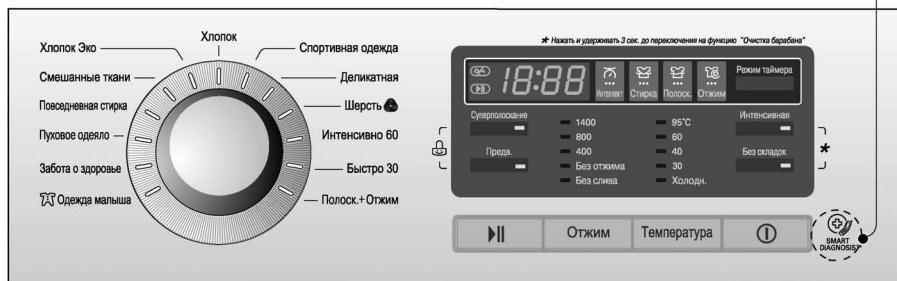 Хлопок
Хлопок Эко
Спортивная одежда
Смешанные ткани
Деликатная
Повседневная стирка
Шерсть
Пуховое одеяло
Интенсивно 60
Забота о здоровье
Быстро 30
Одежда малыша
Полоск.+Отжим
* Нажать и удерживать 3 сек. до переключения на функцию "Очистка барабана"
18:88
Интеллект
Стирка
Полоск.
Отжим
Режим таймера
Суперполоскание
Предв.
1400
800
400
Без отжима
Без слива
95°C
60
40
30
Холодн.
Интенсивная
Без складок
*
Отжим
Температура
SMART
DIAGNOSIS